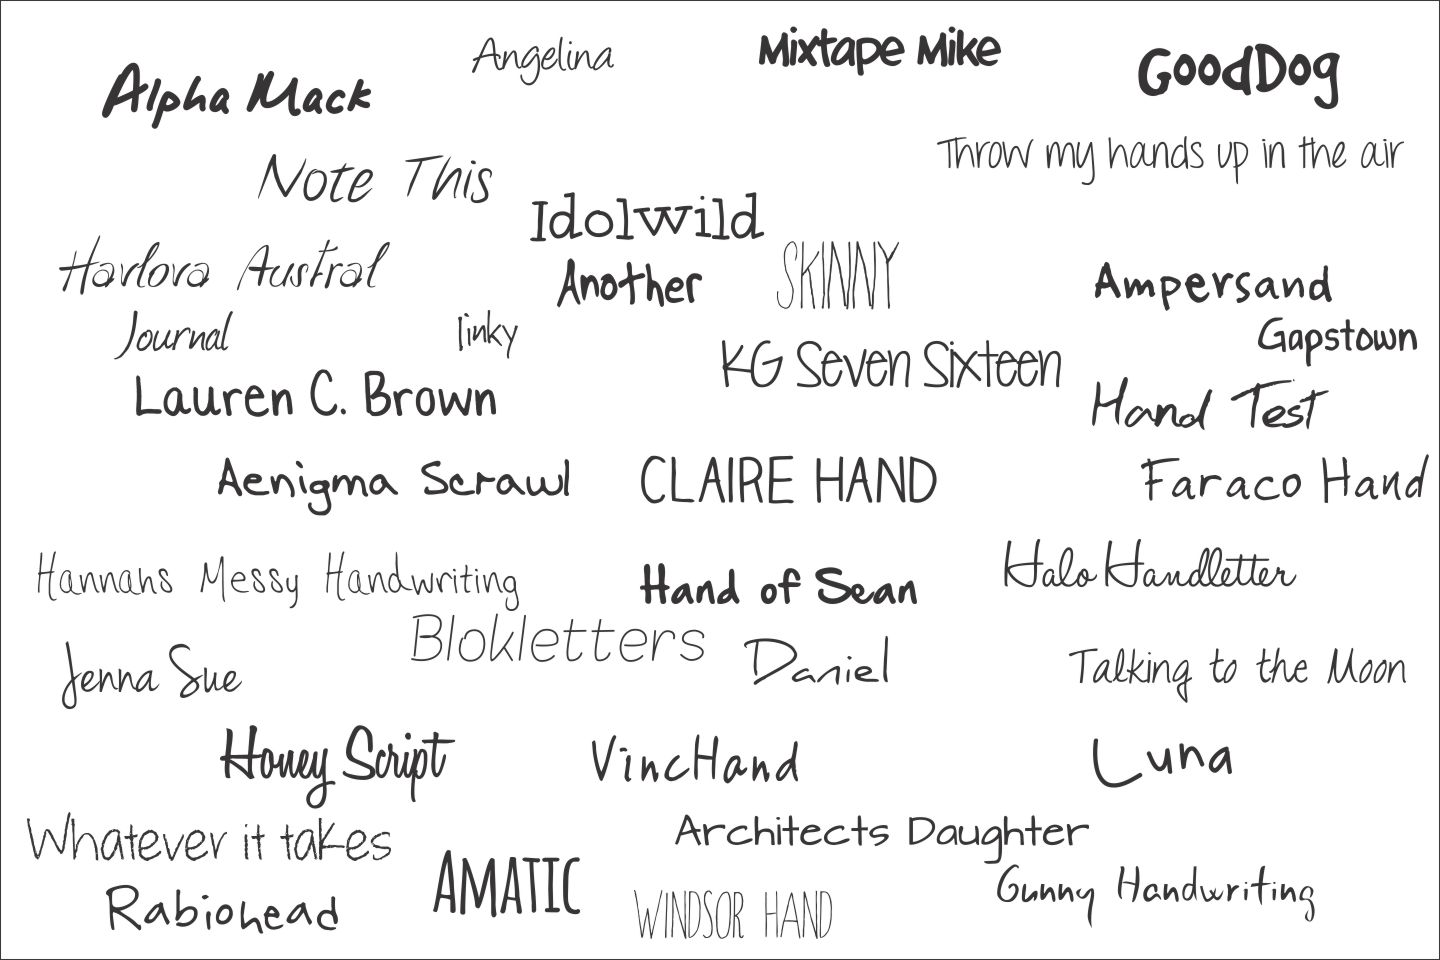 Angelina
Mixtape Mike
GoodDog
Alpha Mack
Throw my hands up in the air
Note This
Idolwild
Havlova Austral
Another
SKINNY
Ampersand
Journal
Tinky
Gapstown
KG Seven Sixteen
Lauren C. Brown
Hand Test
Aenigma Scrawl
CLAIRE HAND
Faraco Hand
Hannahs Messy Handwriting
Hand of Sean
Halo Handletter
Blokletters
Jenna Sue
Daniel
Talking to the Moon
Honey Script
VincHand
Luna
Whatever it takes
Architects Daughter
AMATIC
Rabiohead
WINDSOR HAND
Gunny Handwriting